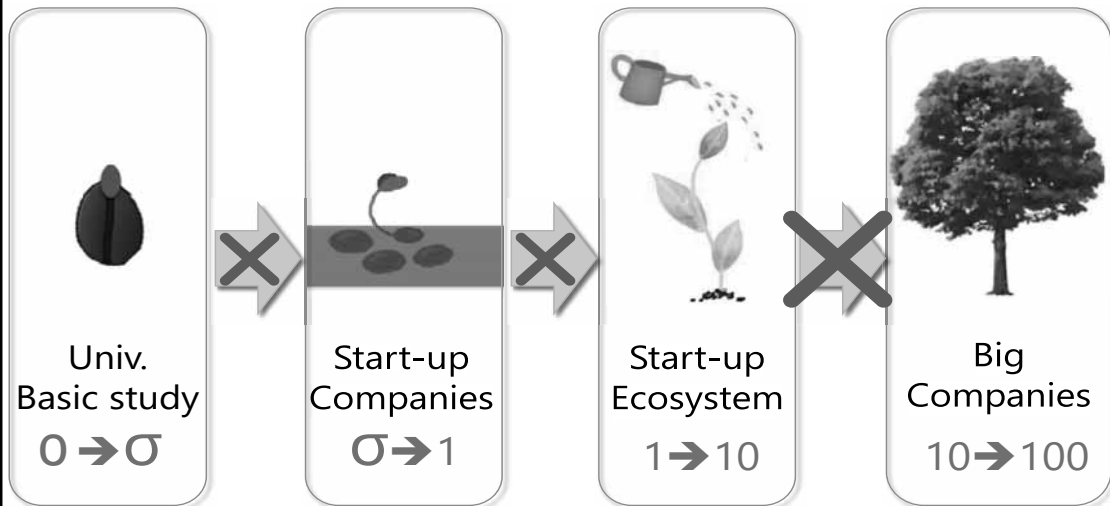 Univ.
Basic study
0 ➔ σ
Start-up
Companies
σ ➔ 1
Start-up
Ecosystem
1 ➔ 10
Big
Companies
10 ➔ 100